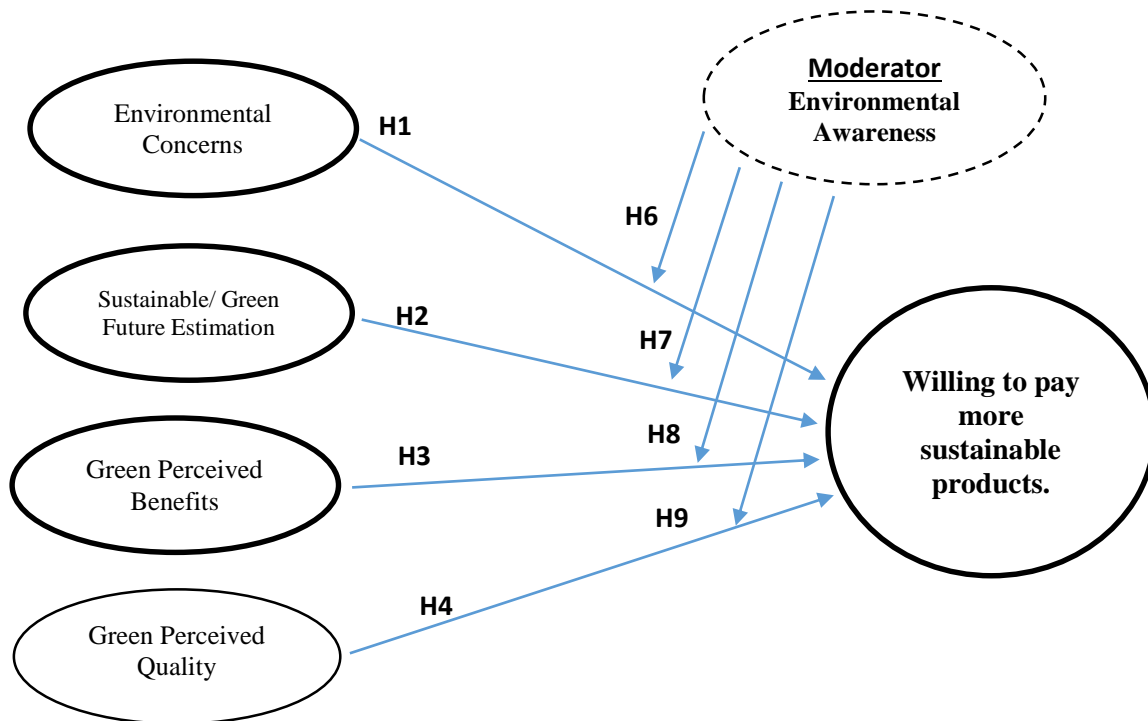 Moderator
Environmental
Awareness
Environmental
Concerns
H1
H6
Sustainable/ Green
Future Estimation
H2
H7
Willing to pay
more
sustainable
products.
Green Perceived
Benefits
H3
H8
H9
Green Perceived
Quality
H4